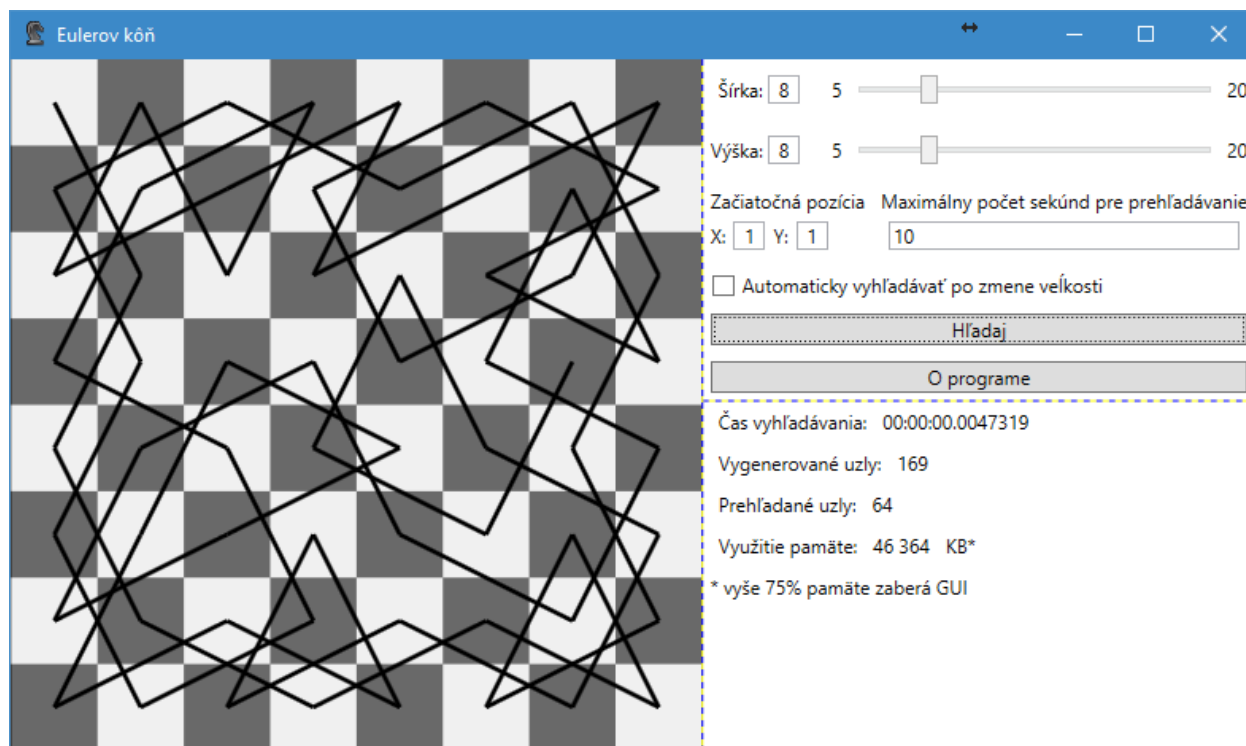 Eulerov kôň
Šírka: 8 5 20
Výška: 8 5 20
Začiatočná pozícia Maximálny počet sekúnd pre prehľadávanie
X: 1 Y: 1 10
Automaticky vyhľadávať po zmene veĺkosti
Hľadaj
O programe
Čas vyhľadávania: 00:00:00.0047319
Vygenerované uzly: 169
Prehľadané uzly: 64
Využitie pamäte: 46 364 KB*
* vyše 75% pamäte zaberá GUI